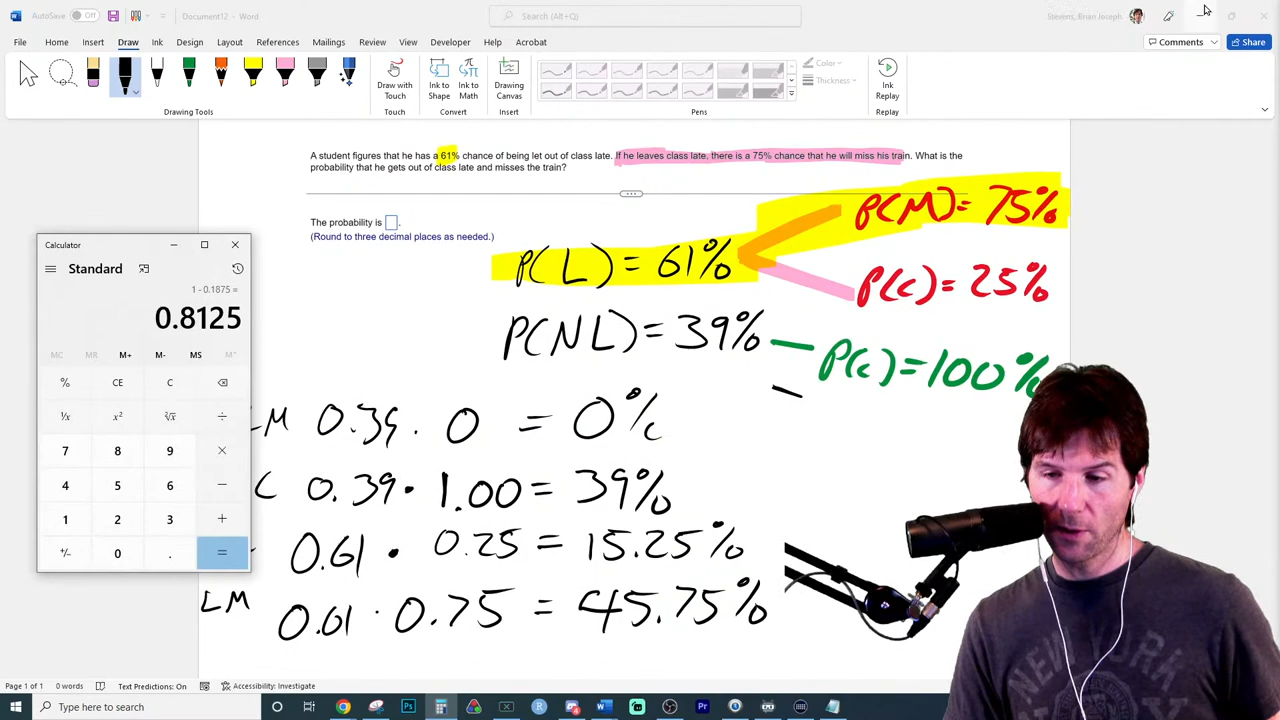 AutoSave Off Document12 - Word Search (Alt+Q) Stevens, Brian Joseph
File Home Insert Draw Ink Design Layout References Mailings Review View Developer Help Acrobat Comments Share
Draw with Touch Ink to Shape Ink to Math Drawing Canvas Color Thickness Ink Replay
Drawing Tools Touch Convert Insert Pens Replay
A student figures that he has a 61% chance of being let out of class late. If he leaves class late, there is a 75% chance that he will miss his train. What is the
probability that he gets out of class late and misses the train?
P(M)= 75%
The probability is .
(Round to three decimal places as needed.)
P(L) = 61%
P(C)= 25%
P(NL)= 39%
P(C)=100%
LM 0.39 · 0 = 0%
C 0.39 · 1.00 = 39%
0.61 · 0.25 = 15.25%
LM 0.61 · 0.75 = 45.75%
Calculator
Standard
1 - 0.1875 =
0.8125
MC MR M+ M- MS M˅
% CE C
1/x x² ²√x ÷
7 8 9 ×
4 5 6 −
1 2 3 +
+/− 0 . =
NEW YORK
Page 1 of 1 0 words Text Predictions: On Accessibility: Investigate
Type here to search